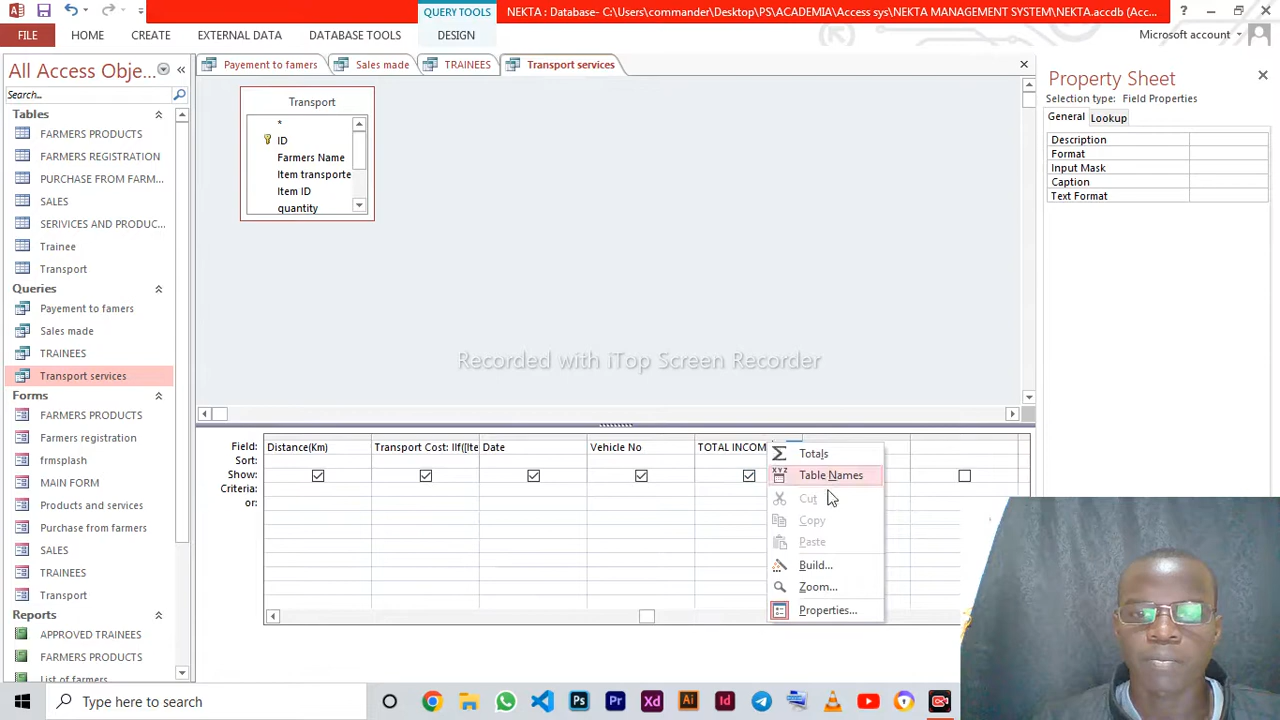 QUERY TOOLS
NEKTA : Database- C:\Users\commander\Desktop\PS\ACADEMIA\Access sys\NEKTA MANAGEMENT SYSTEM\NEKTA.accdb (Acc...
FILE
HOME
CREATE
EXTERNAL DATA
DATABASE TOOLS
DESIGN
Microsoft account
All Access Obje...
Search...
Tables
FARMERS PRODUCTS
FARMERS REGISTRATION
PURCHASE FROM FARM...
SALES
SERIVICES AND PRODUC...
Trainee
Transport
Queries
Payement to famers
Sales made
TRAINEES
Transport services
Forms
FARMERS PRODUCTS
Farmers registration
frmsplash
MAIN FORM
Products and services
Purchase from farmers
SALES
TRAINEES
Transport
Reports
APPROVED TRAINEES
FARMERS PRODUCTS
List of farmers
Payement to famers
Sales made
TRAINEES
Transport services
Transport
*
ID
Farmers Name
Item transporte
Item ID
quantity
Recorded with iTop Screen Recorder
Field:
Sort:
Show:
Criteria:
or:
Distance(Km)
Transport Cost: IIf([Ite
Date
Vehicle No
TOTAL INCOM
Totals
Table Names
Cut
Copy
Paste
Build...
Zoom...
Properties...
Property Sheet
Selection type: Field Properties
General
Lookup
Description
Format
Input Mask
Caption
Text Format
Type here to search